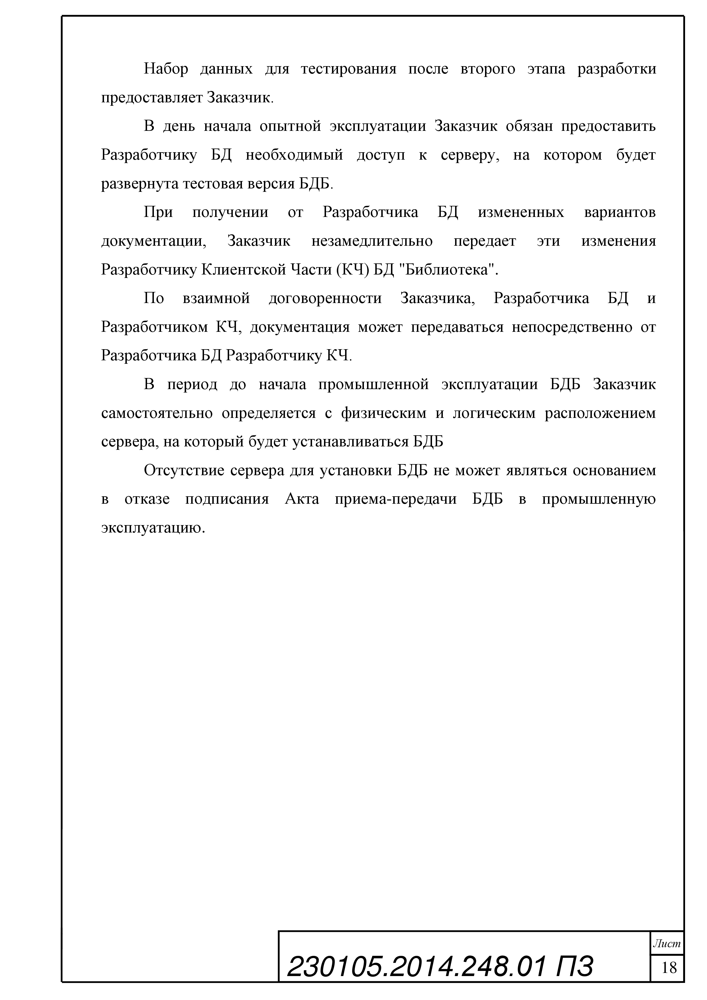 Набор данных для тестирования после второго этапа разработки
предоставляет Заказчик.
В день начала опытной эксплуатации Заказчик обязан предоставить
Разработчику БД необходимый доступ к серверу, на котором будет
развернута тестовая версия БДБ.
При получении от Разработчика БД измененных вариантов
документации, Заказчик незамедлительно передает эти изменения
Разработчику Клиентской Части (КЧ) БД "Библиотека".
По взаимной договоренности Заказчика, Разработчика БД и
Разработчиком КЧ, документация может передаваться непосредственно от
Разработчика БД Разработчику КЧ.
В период до начала промышленной эксплуатации БДБ Заказчик
самостоятельно определяется с физическим и логическим расположением
сервера, на который будет устанавливаться БДБ
Отсутствие сервера для установки БДБ не может являться основанием
в отказе подписания Акта приема-передачи БДБ в промышленную
эксплуатацию.
Лист
230105.2014.248.01 ПЗ
18